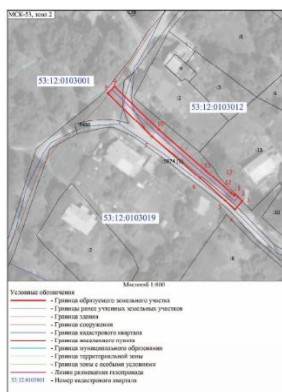 МСК-53, зона 2
53:12:0103001
53:12:0103012
53:12:0103019
Масштаб 1:800
Условные обозначения
- Граница образуемого земельного участка
- Границы ранее учтенных земельных участков
- Граница здания
- Граница сооружения
- Граница кадастрового квартала
- Граница населенного пункта
- Граница муниципального образования
- Граница территориальной зоны
- Граница зоны с особыми условиями
- Линия размещения газопровода
53:12:0103001 - Номер кадастрового квартала